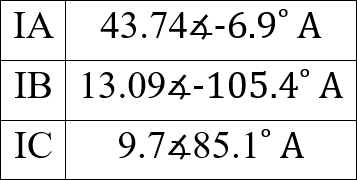 IA 43.74∡-6.9° A
IB 13.09∡-105.4° A
IC 9.7∡85.1° A